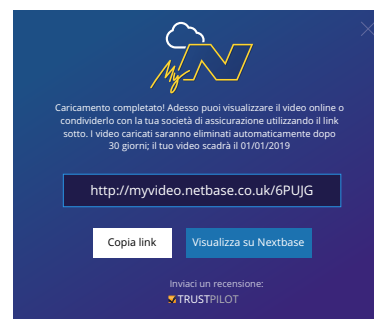 MyN
Caricamento completato! Adesso puoi visualizzare il video online o
condividerlo con la tua società di assicurazione utilizzando il link
sotto. I video caricati saranno eliminati automaticamente dopo
30 giorni; il tuo video scadrà il 01/01/2019
http://myvideo.netbase.co.uk/6PUJG
Copia link
Visualizza su Nextbase
Inviaci un recensione:
TRUSTPILOT